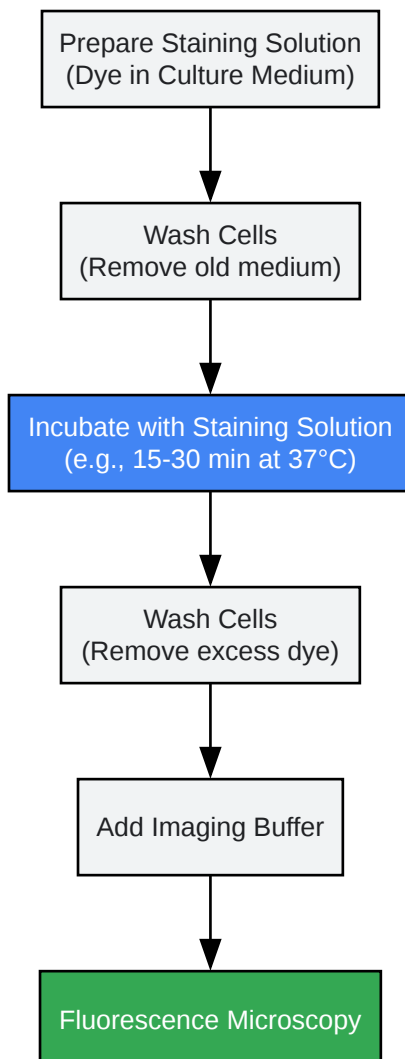 Prepare Staining Solution
(Dye in Culture Medium)
Wash Cells
(Remove old medium)
Incubate with Staining Solution
(e.g., 15-30 min at 37°C)
Wash Cells
(Remove excess dye)
Add Imaging Buffer
Fluorescence Microscopy